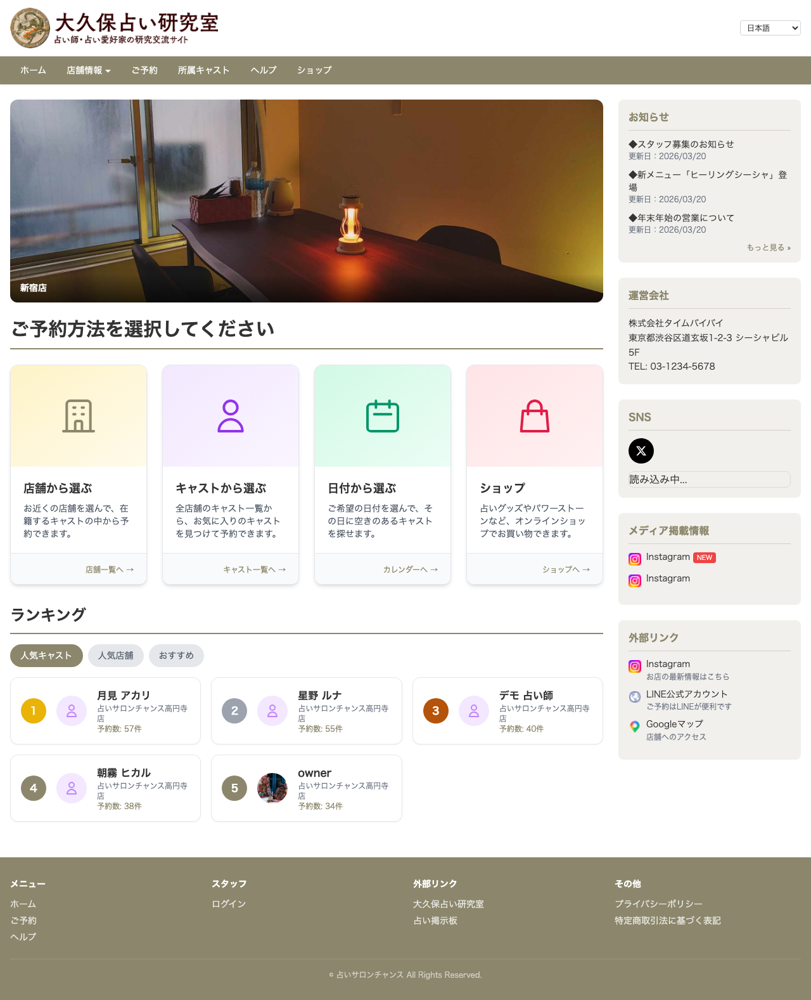 大久保占い研究室
占い師・占い愛好家の研究交流サイト
日本語
ホーム
店舗情報
ご予約
所属キャスト
ヘルプ
ショップ
新宿店
ご予約方法を選択してください
店舗から選ぶ
お近くの店舗を選んで、在
籍するキャストの中から予
約できます。
店舗一覧へ →
キャストから選ぶ
全店舗のキャスト一覧か
ら、お気に入りのキャスト
を見つけて予約できます。
キャスト一覧へ →
日付から選ぶ
ご希望の日付を選んで、そ
の日に空きのあるキャスト
を探せます。
カレンダーへ →
ショップ
占いグッズやパワーストー
ンなど、オンラインショッ
プでお買い物できます。
ショップへ →
ランキング
人気キャスト
人気店舗
おすすめ
1
月見 アカリ
占いサロンチャンス高円寺
店
予約数: 57件
2
星野 ルナ
占いサロンチャンス高円寺
店
予約数: 55件
3
デモ 占い師
占いサロンチャンス高円寺
店
予約数: 40件
4
朝霧 ヒカル
占いサロンチャンス高円寺
店
予約数: 38件
5
owner
占いサロンチャンス高円寺
店
予約数: 34件
お知らせ
◆スタッフ募集のお知らせ
更新日：2026/03/20
◆新メニュー「ヒーリングシーシャ」登
場
更新日：2026/03/20
◆年末年始の営業について
更新日：2026/03/20
もっと見る »
運営会社
株式会社タイムバイバイ
東京都渋谷区道玄坂1-2-3 シーシャビル
5F
TEL: 03-1234-5678
SNS
読み込み中...
メディア掲載情報
Instagram NEW
Instagram
外部リンク
Instagram
お店の最新情報はこちら
LINE公式アカウント
ご予約はLINEが便利です
Googleマップ
店舗へのアクセス
メニュー
ホーム
ご予約
ヘルプ
スタッフ
ログイン
外部リンク
大久保占い研究室
占い掲示板
その他
プライバシーポリシー
特定商取引法に基づく表記
© 占いサロンチャンス All Rights Reserved.